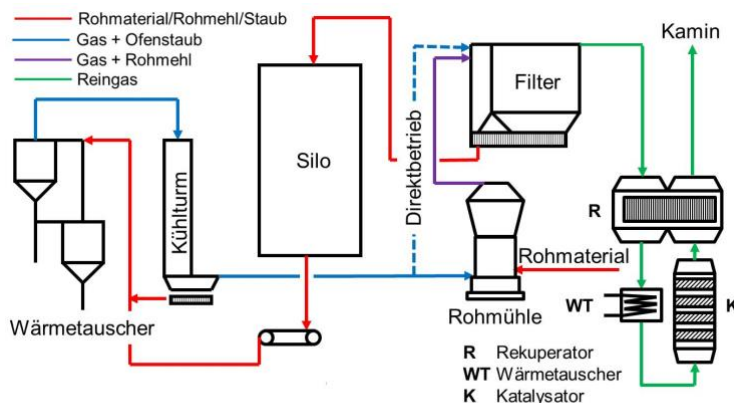 Rohmaterial/Rohmehl/Staub
Gas + Ofenstaub
Gas + Rohmehl
Reingas
Kamin
Filter
Silo
Kühlturm
Direktbetrieb
R
Rohmaterial
Wärmetauscher
Rohmühle
WT
K
R Rekuperator
WT Wärmetauscher
K Katalysator